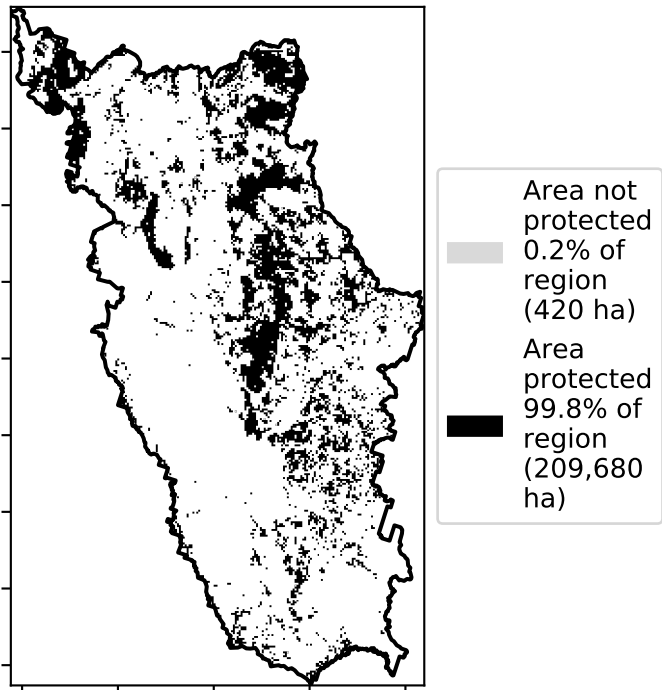 Area not
protected
0.2% of
region
(420 ha)
Area
protected
99.8% of
region
(209,680
ha)